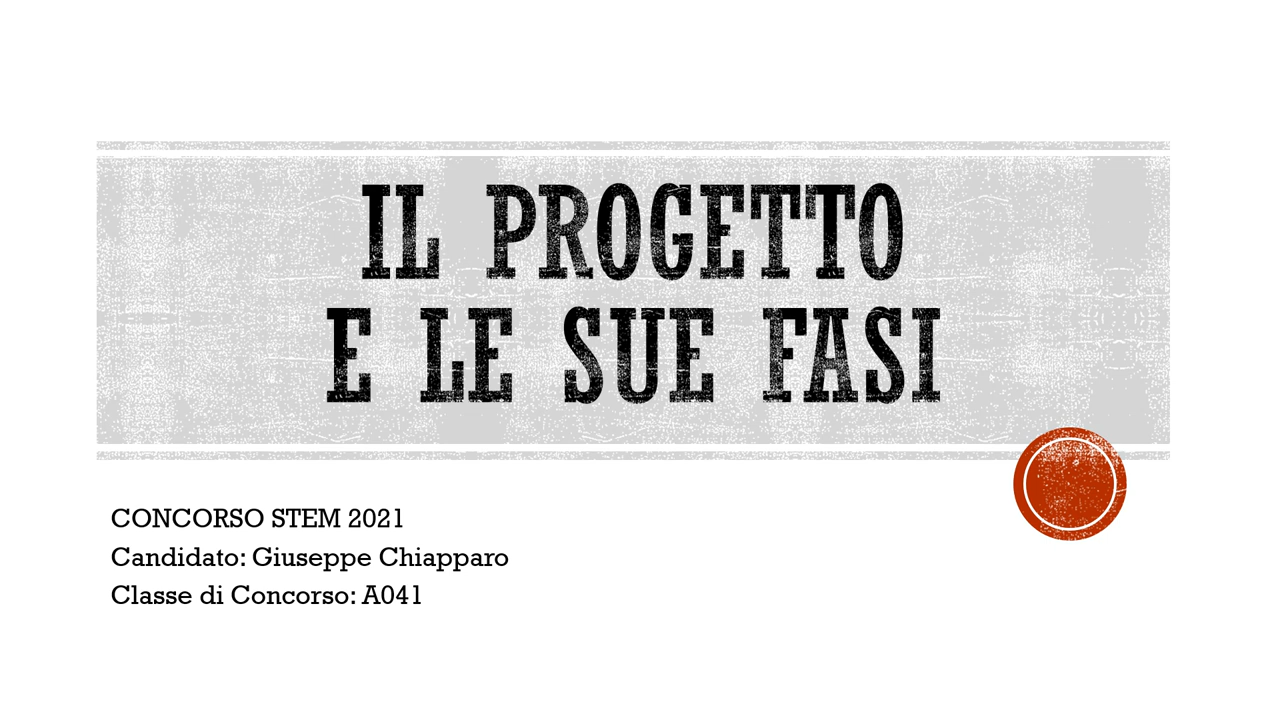 IL PROGETTO
E LE SUE FASI
CONCORSO STEM 2021
Candidato: Giuseppe Chiapparo
Classe di Concorso: A041